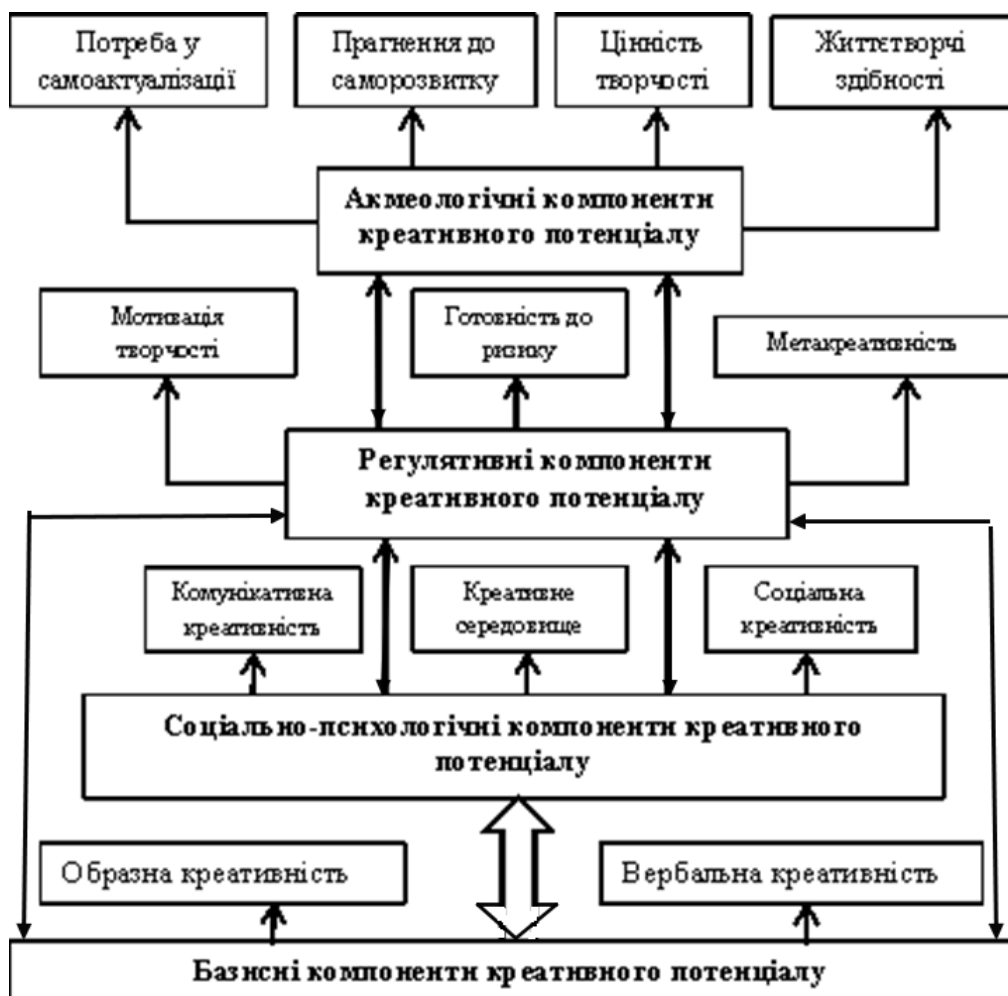 Потреба у
самоактуалізації
Прагнення до
саморозвитку
Цінність
творчості
Життєтворчі
здібності
Акмеологічні компоненти
креативного потенціалу
Мотивація
творчості
Готовність до
ризику
Метакреативність
Регулятивні компоненти
креативного потенціалу
Комунікативна
креативність
Креативне
середовище
Соціальна
креативність
Соціально-психологічні компоненти креативного
потенціалу
Образна креативність
Вербальна креативність
Базисні компоненти креативного потенціалу